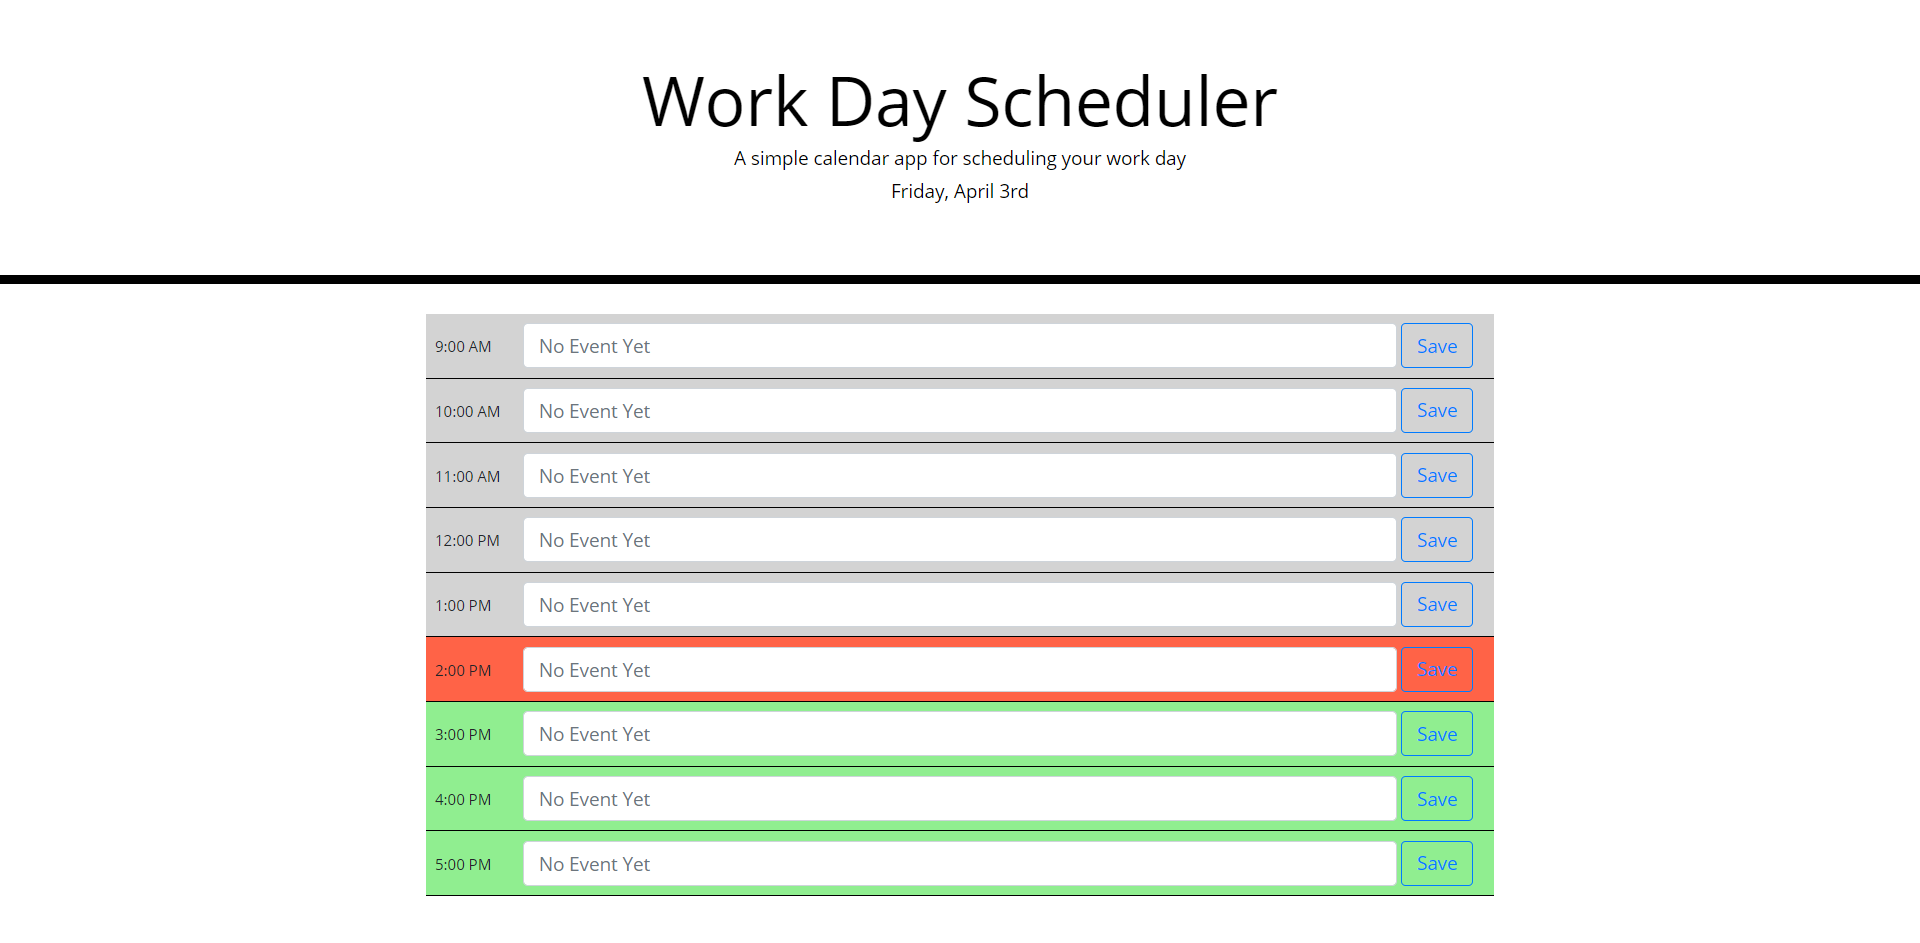 Work Day Scheduler
A simple calendar app for scheduling your work day
Friday, April 3rd
9:00 AM No Event Yet Save
10:00 AM No Event Yet Save
11:00 AM No Event Yet Save
12:00 PM No Event Yet Save
1:00 PM No Event Yet Save
2:00 PM No Event Yet Save
3:00 PM No Event Yet Save
4:00 PM No Event Yet Save
5:00 PM No Event Yet Save